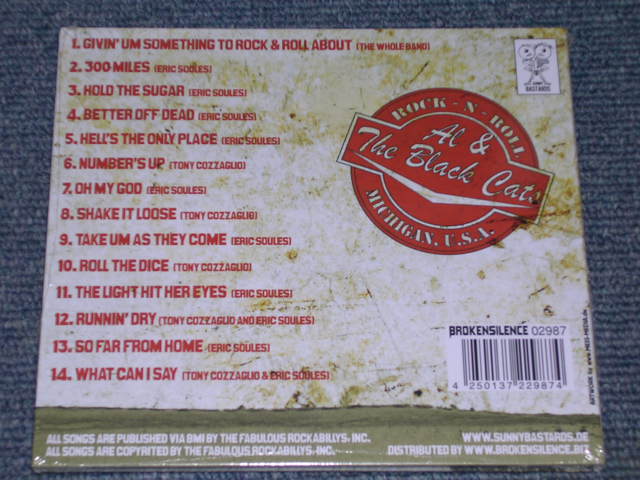 1. GIVIN' UM SOMETHING TO ROCK & ROLL ABOUT (THE WHOLE BAND)
2. 300 MILES (ERIC SOULES)
3. HOLD THE SUGAR (ERIC SOULES)
4. BETTER OFF DEAD (ERIC SOULES)
5. HELL'S THE ONLY PLACE (ERIC SOULES)
6. NUMBER'S UP (TONY COZZAGLIO)
7. OH MY GOD (ERIC SOULES)
8. SHAKE IT LOOSE (TONY COZZAGLIO)
9. TAKE UM AS THEY COME (ERIC SOULES)
10. ROLL THE DICE (TONY COZZAGLIO)
11. THE LIGHT HIT HER EYES (ERIC SOULES)
12. RUNNIN' DRY (TONY COZZAGLIO AND ERIC SOULES)
13. SO FAR FROM HOME (ERIC SOULES)
14. WHAT CAN I SAY (TONY COZZAGLIO & ERIC SOULES)
BASTARDS
ROCK-N-ROLL
Al &
The Black Cats
MICHIGAN, U.S.A.
BROKENSILENCE 02987
4 250137 229874
ALL SONGS ARE PUBLISHED VIA BMI BY THE FABULOUS ROCKABILLYS, INC.
ALL SONGS ARE COPYRITED BY THE FABULOUS ROCKABILLYS, INC.
WWW.SUNNYBASTARDS.DE
DISTRIBUTED BY WWW.BROKENSILENCE.BIZ